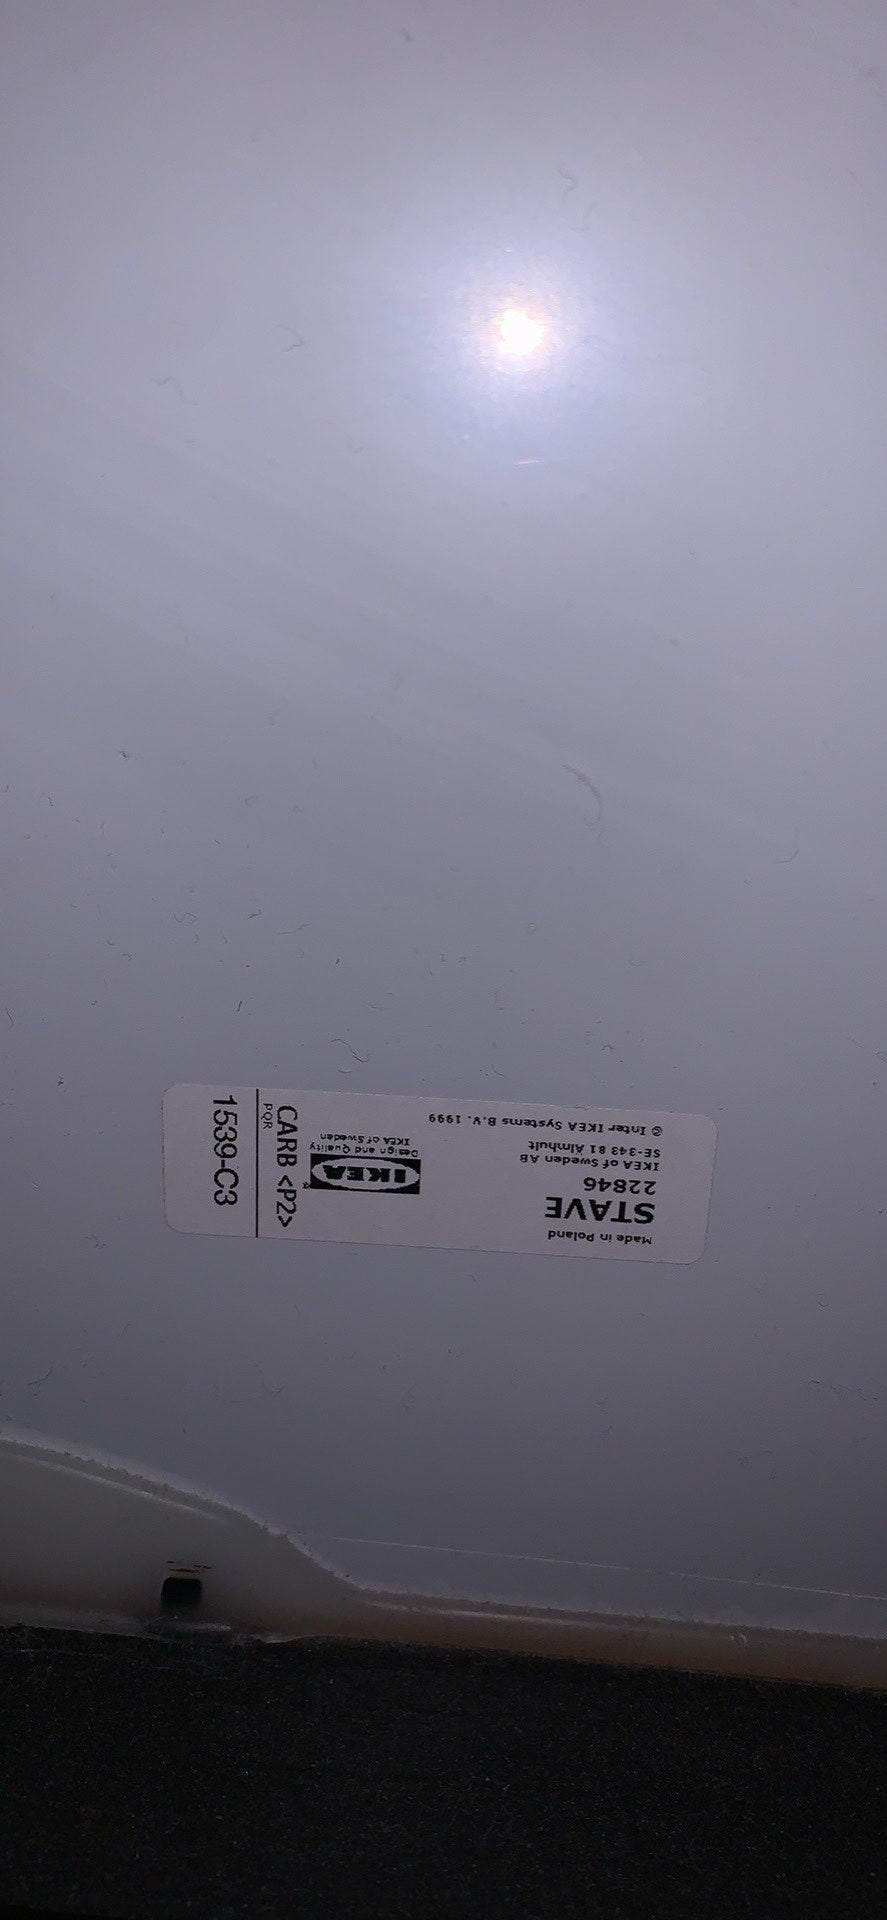 Made in Poland
STAVE
22846
IKEA of Sweden AB
SE-343 81 Älmhult
© Inter IKEA Systems B.V. 1999
IKEA
®
Design and Quality
IKEA of Sweden
CARB <P2>
PQR
1539-C3